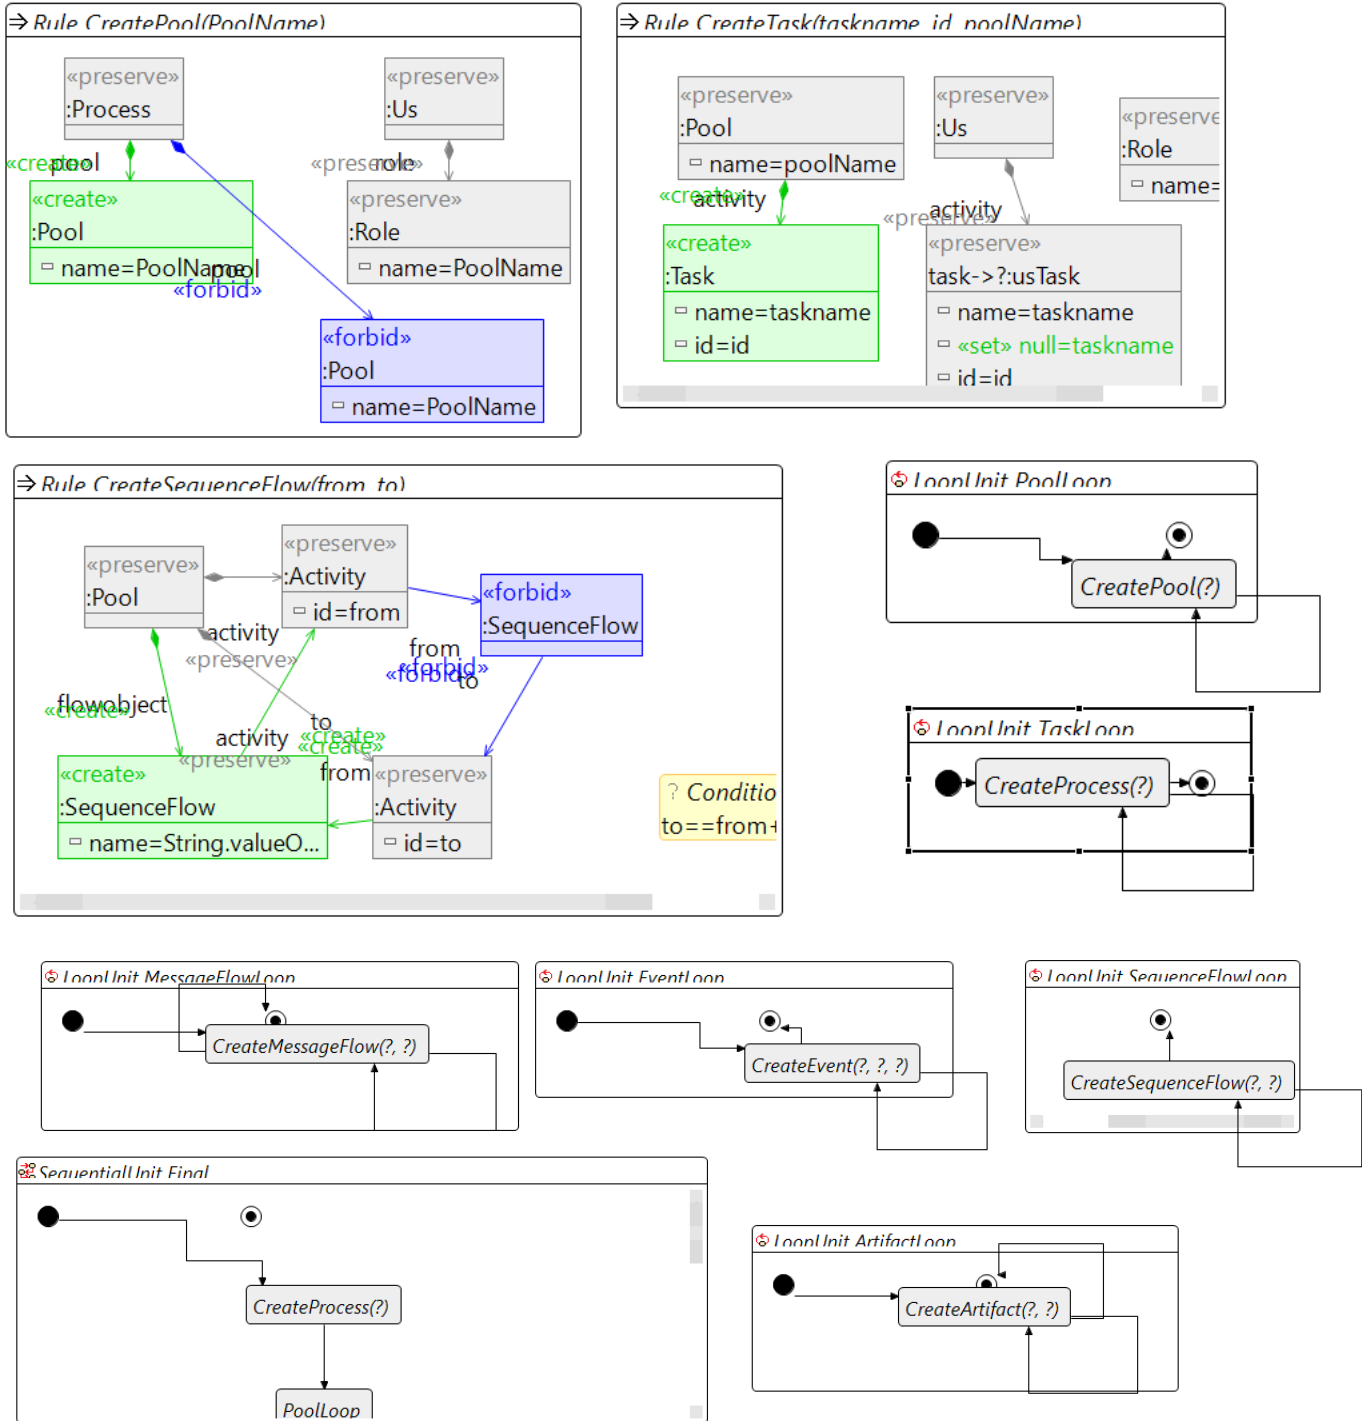 Rule CreatePool(PoolName)
«preserve»
:Process
«preserve»
:Us
«create»
pool
«preserve»
role
«create»
:Pool
name=PoolName
«preserve»
:Role
name=PoolName
pool
«forbid»
«forbid»
:Pool
name=PoolName
Rule CreateTask(taskname, id, poolName)
«preserve»
:Pool
name=poolName
«preserve»
:Us
«preserve
:Role
name=
«create»
activity
activity
«preserve»
«create»
:Task
name=taskname
id=id
«preserve»
task->?:usTask
name=taskname
«set» null=taskname
id=id
Rule CreateSequenceFlow(from, to)
«preserve»
:Pool
«preserve»
:Activity
id=from
«forbid»
:SequenceFlow
activity
«preserve»
from
«forbid»
«forbid»
to
flowobject
«create»
to
activity
«create»
«create»
«preserve»
from
«create»
:SequenceFlow
name=String.valueO...
«preserve»
:Activity
id=to
? Conditio
to==from+
LoopUnit PoolLoop
CreatePool(?)
LoopUnit TaskLoop
CreateProcess(?)
LoopUnit MessageFlowLoop
CreateMessageFlow(?, ?)
LoopUnit EventLoop
CreateEvent(?, ?, ?)
LoopUnit SequenceFlowLoop
CreateSequenceFlow(?, ?)
SequentialUnit Final
CreateProcess(?)
PoolLoop
LoopUnit ArtifactLoop
CreateArtifact(?, ?)